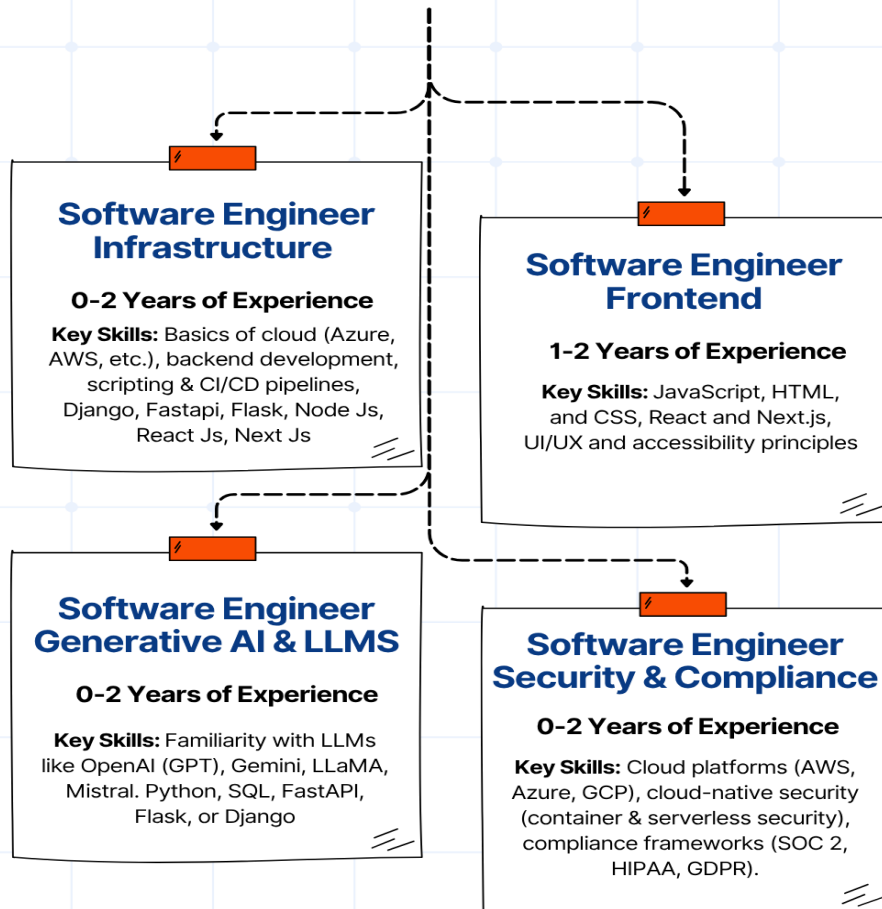 Software Engineer
Infrastructure
0-2 Years of Experience
Key Skills: Basics of cloud (Azure,
AWS, etc.), backend development,
scripting & CI/CD pipelines,
Django, Fastapi, Flask, Node Js,
React Js, Next Js
Software Engineer
Frontend
1-2 Years of Experience
Key Skills: JavaScript, HTML,
and CSS, React and Next.js,
UI/UX and accessibility principles
Software Engineer
Generative AI & LLMS
0-2 Years of Experience
Key Skills: Familiarity with LLMs
like OpenAI (GPT), Gemini, LLaMA,
Mistral. Python, SQL, FastAPI,
Flask, or Django
Software Engineer
Security & Compliance
0-2 Years of Experience
Key Skills: Cloud platforms (AWS,
Azure, GCP), cloud-native security
(container & serverless security),
compliance frameworks (SOC 2,
HIPAA, GDPR).